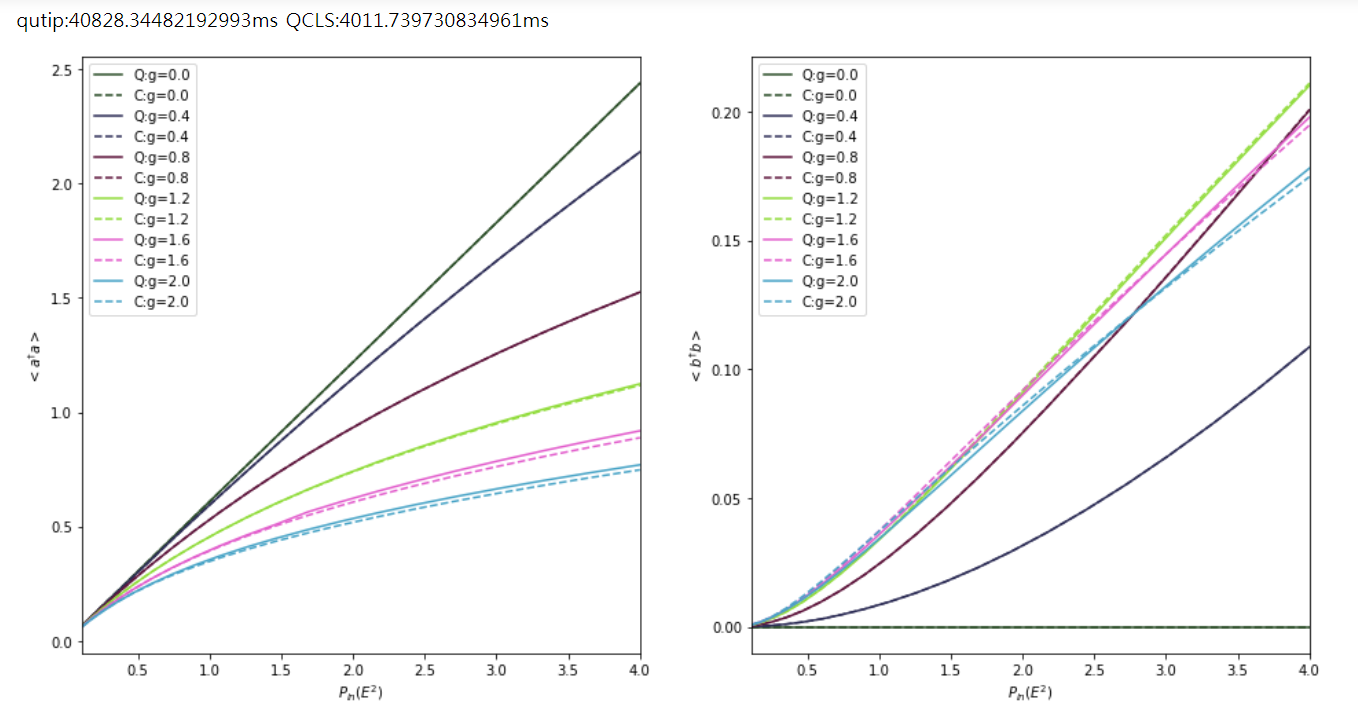 qutip:40828.34482192993ms QCLS:4011.739730834961ms
2.5
2.0
1.5
1.0
0.5
0.0
< a†a >
Q:g=0.0
C:g=0.0
Q:g=0.4
C:g=0.4
Q:g=0.8
C:g=0.8
Q:g=1.2
C:g=1.2
Q:g=1.6
C:g=1.6
Q:g=2.0
C:g=2.0
0.5 1.0 1.5 2.0 2.5 3.0 3.5 4.0
P_in(E²)
0.20
0.15
0.10
0.05
0.00
< b†b >
Q:g=0.0
C:g=0.0
Q:g=0.4
C:g=0.4
Q:g=0.8
C:g=0.8
Q:g=1.2
C:g=1.2
Q:g=1.6
C:g=1.6
Q:g=2.0
C:g=2.0
0.5 1.0 1.5 2.0 2.5 3.0 3.5 4.0
P_in(E²)